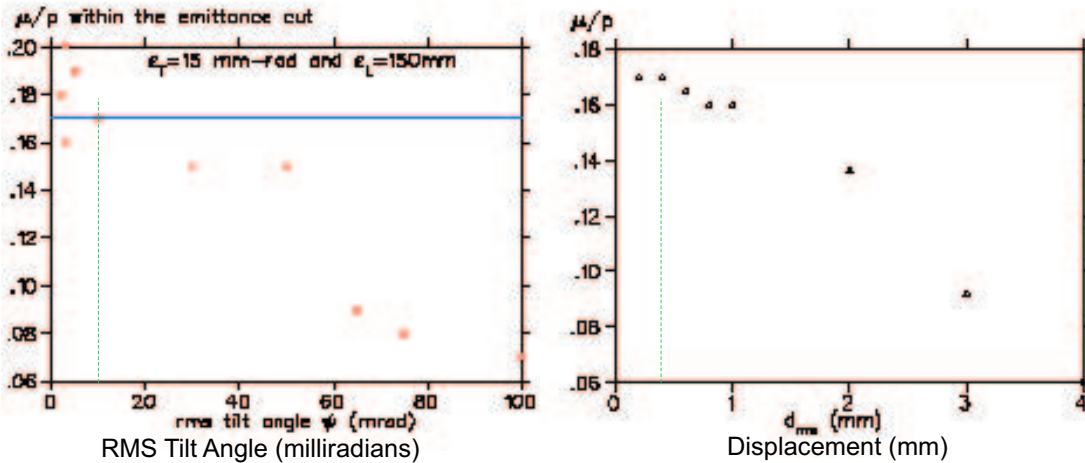 μ/p within the emittance cut
.20
ε_T=15 mm-rad and ε_L=150mm
.18
.16
.14
.12
.10
.08
.06
0 20 40 60 80 100
rms tilt angle ψ (mrad)
RMS Tilt Angle (milliradians)
μ/p
.18
.16
.14
.12
.10
.08
.06
0 1 2 3 4
d_rms (mm)
Displacement (mm)